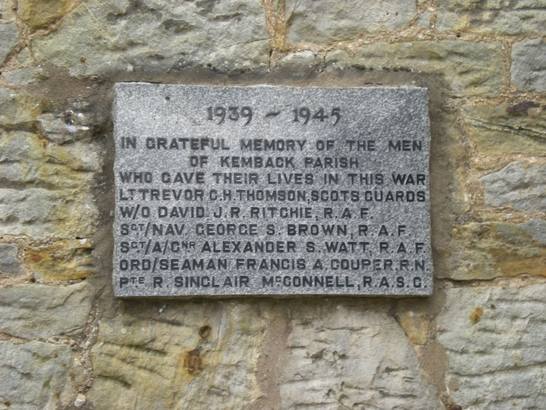 1939 ~ 1945
IN GRATEFUL MEMORY OF THE MEN
OF KEMBACK PARISH
WHO GAVE THEIR LIVES IN THIS WAR
LT TREVOR C.H. THOMSON, SCOTS GUARDS
W/O DAVID J.R. RITCHIE, R.A.F.
SGT/NAV. GEORGE S. BROWN, R.A.F.
SGT/A/GNR ALEXANDER S. WATT, R.A.F.
ORD/SEAMAN FRANCIS A. COUPER, R.N.
PTE R. SINCLAIR McCONNELL, R.A.S.C.